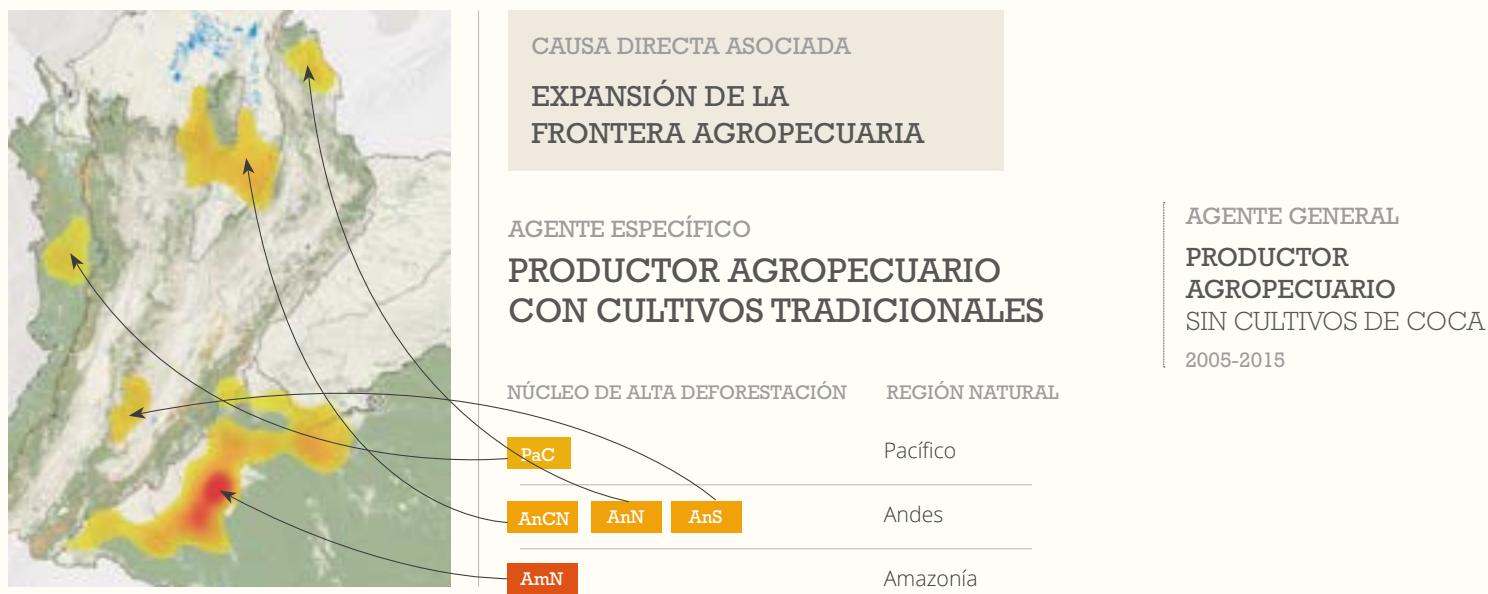 CAUSA DIRECTA ASOCIADA
EXPANSIÓN DE LA
FRONTERA AGROPECUARIA
AGENTE ESPECÍFICO
PRODUCTOR AGROPECUARIO
CON CULTIVOS TRADICIONALES
AGENTE GENERAL
PRODUCTOR
AGROPECUARIO
SIN CULTIVOS DE COCA
2005-2015
NÚCLEO DE ALTA DEFORESTACIÓN REGIÓN NATURAL
PaC Pacífico
AnCN AnN AnS Andes
AmN Amazonía